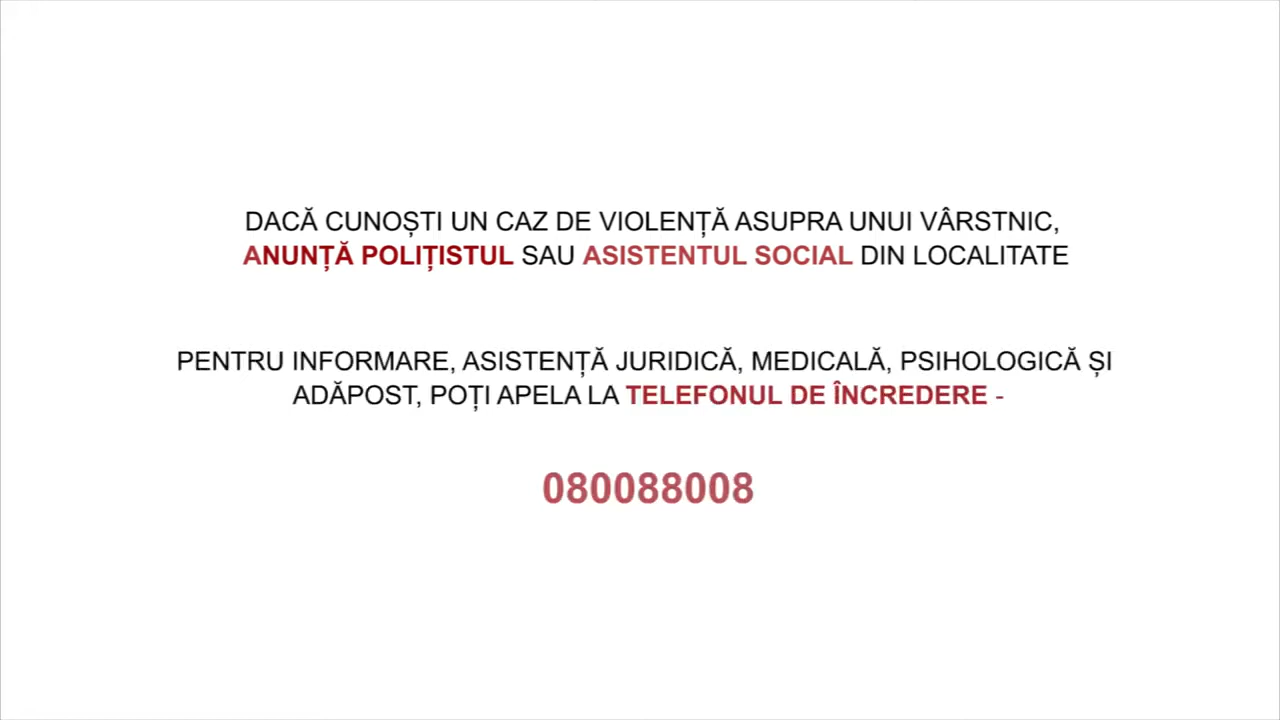 DACĂ CUNOȘTI UN CAZ DE VIOLENȚĂ ASUPRA UNUI VÂRSTNIC,
ANUNȚĂ POLIȚISTUL SAU ASISTENTUL SOCIAL DIN LOCALITATE
PENTRU INFORMARE, ASISTENȚĂ JURIDICĂ, MEDICALĂ, PSIHOLOGICĂ ȘI
ADĂPOST, POȚI APELA LA TELEFONUL DE ÎNCREDERE -
080088008